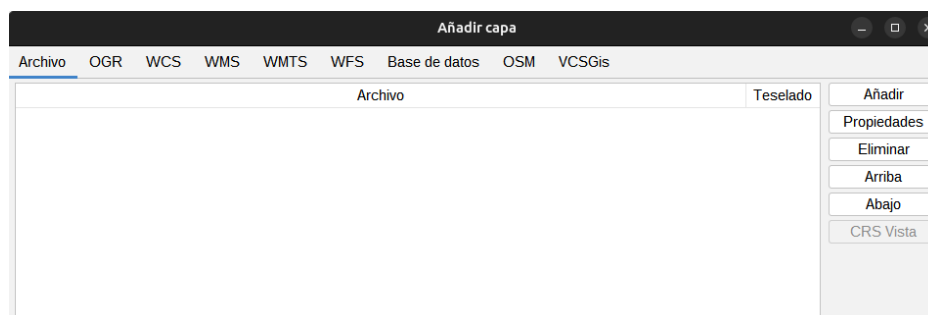 Añadir capa
Archivo OGR WCS WMS WMTS WFS Base de datos OSM VCSGis
Archivo Teselado
Añadir
Propiedades
Eliminar
Arriba
Abajo
CRS Vista